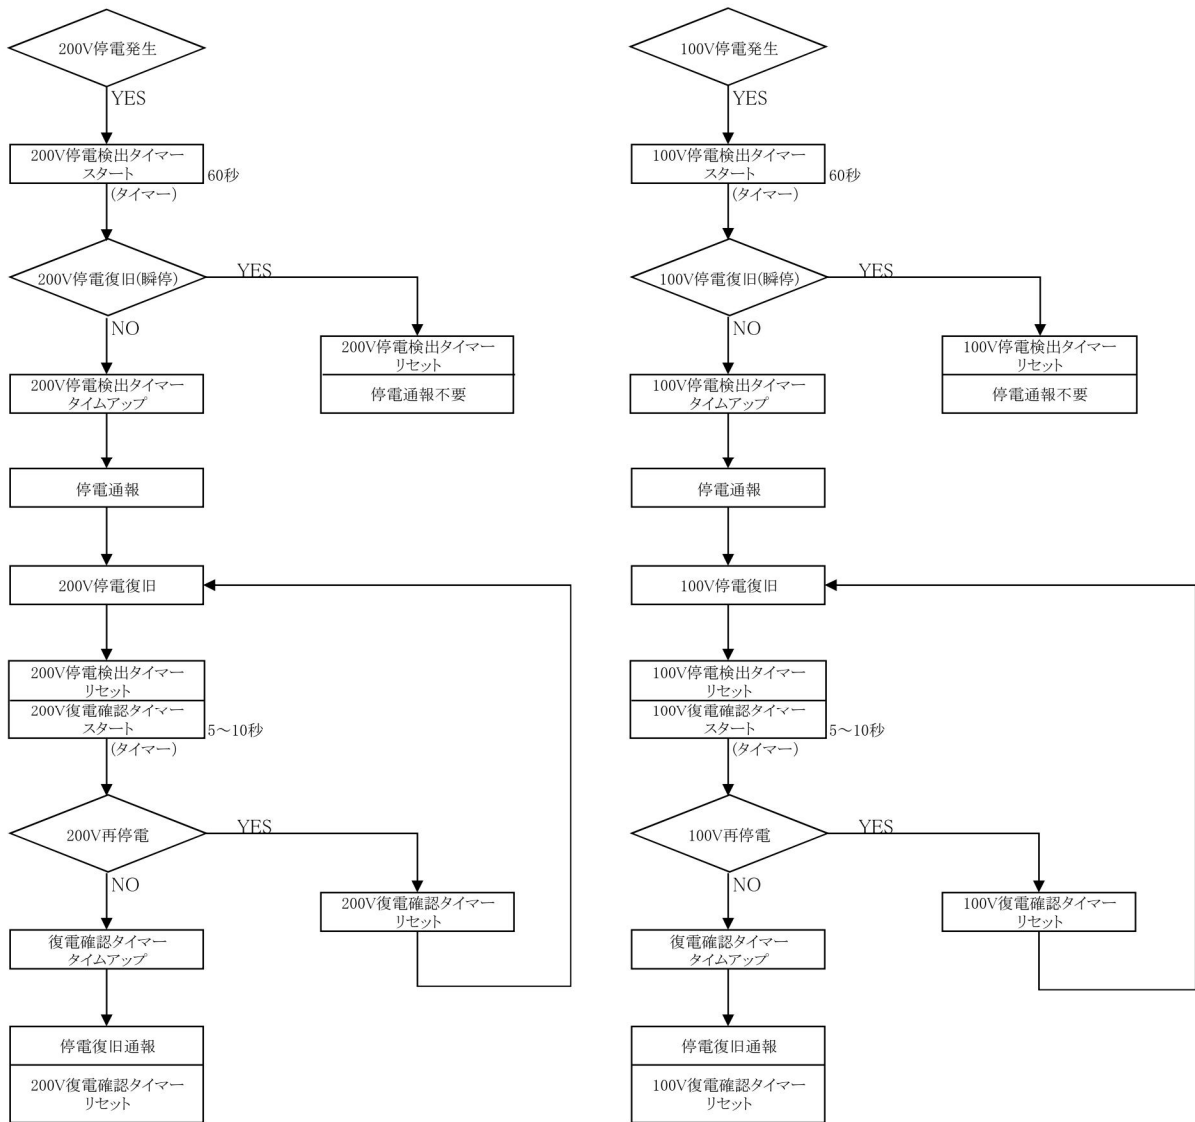 200V停電発生
YES
200V停電検出タイマー
スタート
60秒
(タイマー)
200V停電復旧(瞬停)
YES
NO
200V停電検出タイマー
リセット
停電通報不要
200V停電検出タイマー
タイムアップ
停電通報
200V停電復旧
200V停電検出タイマー
リセット
200V復電確認タイマー
スタート
5～10秒
(タイマー)
200V再停電
YES
NO
200V復電確認タイマー
リセット
復電確認タイマー
タイムアップ
停電復旧通報
200V復電確認タイマー
リセット
100V停電発生
YES
100V停電検出タイマー
スタート
60秒
(タイマー)
100V停電復旧(瞬停)
YES
NO
100V停電検出タイマー
リセット
停電通報不要
100V停電検出タイマー
タイムアップ
停電通報
100V停電復旧
100V停電検出タイマー
リセット
100V復電確認タイマー
スタート
5～10秒
(タイマー)
100V再停電
YES
NO
100V復電確認タイマー
リセット
復電確認タイマー
タイムアップ
停電復旧通報
100V復電確認タイマー
リセット